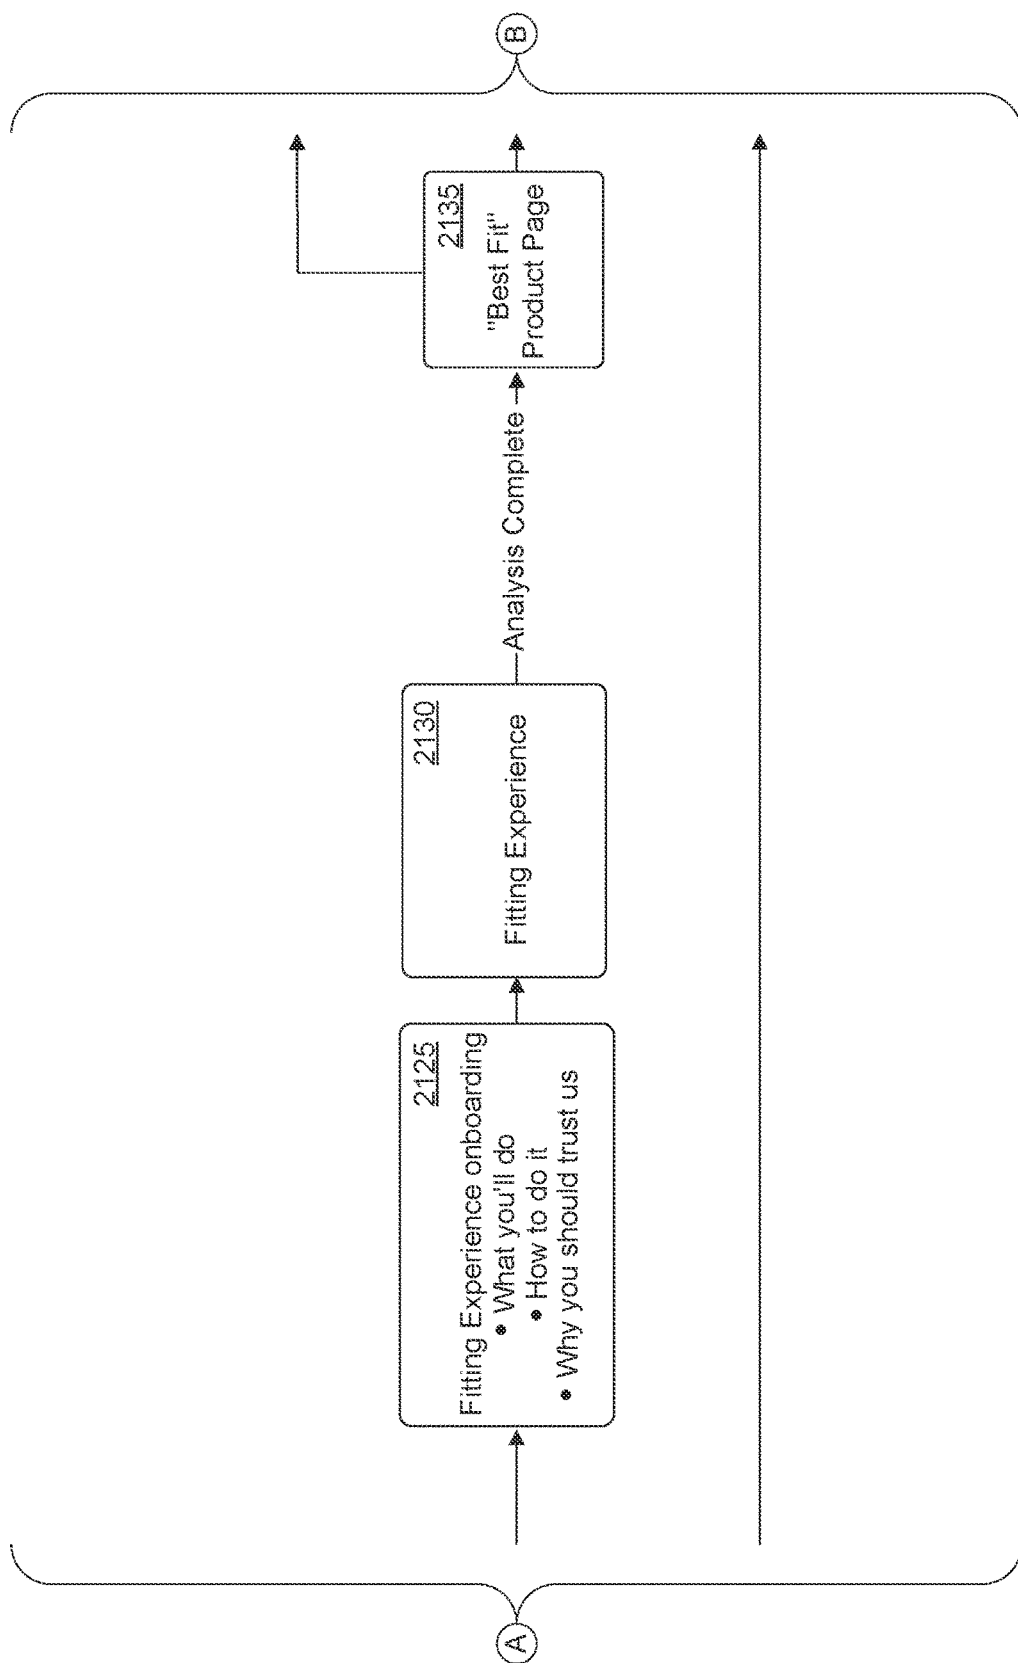 A
2125
Fitting Experience onboarding
• What you'll do
• How to do it
• Why you should trust us
2130
Fitting Experience
Analysis Complete
2135
"Best Fit"
Product Page
B